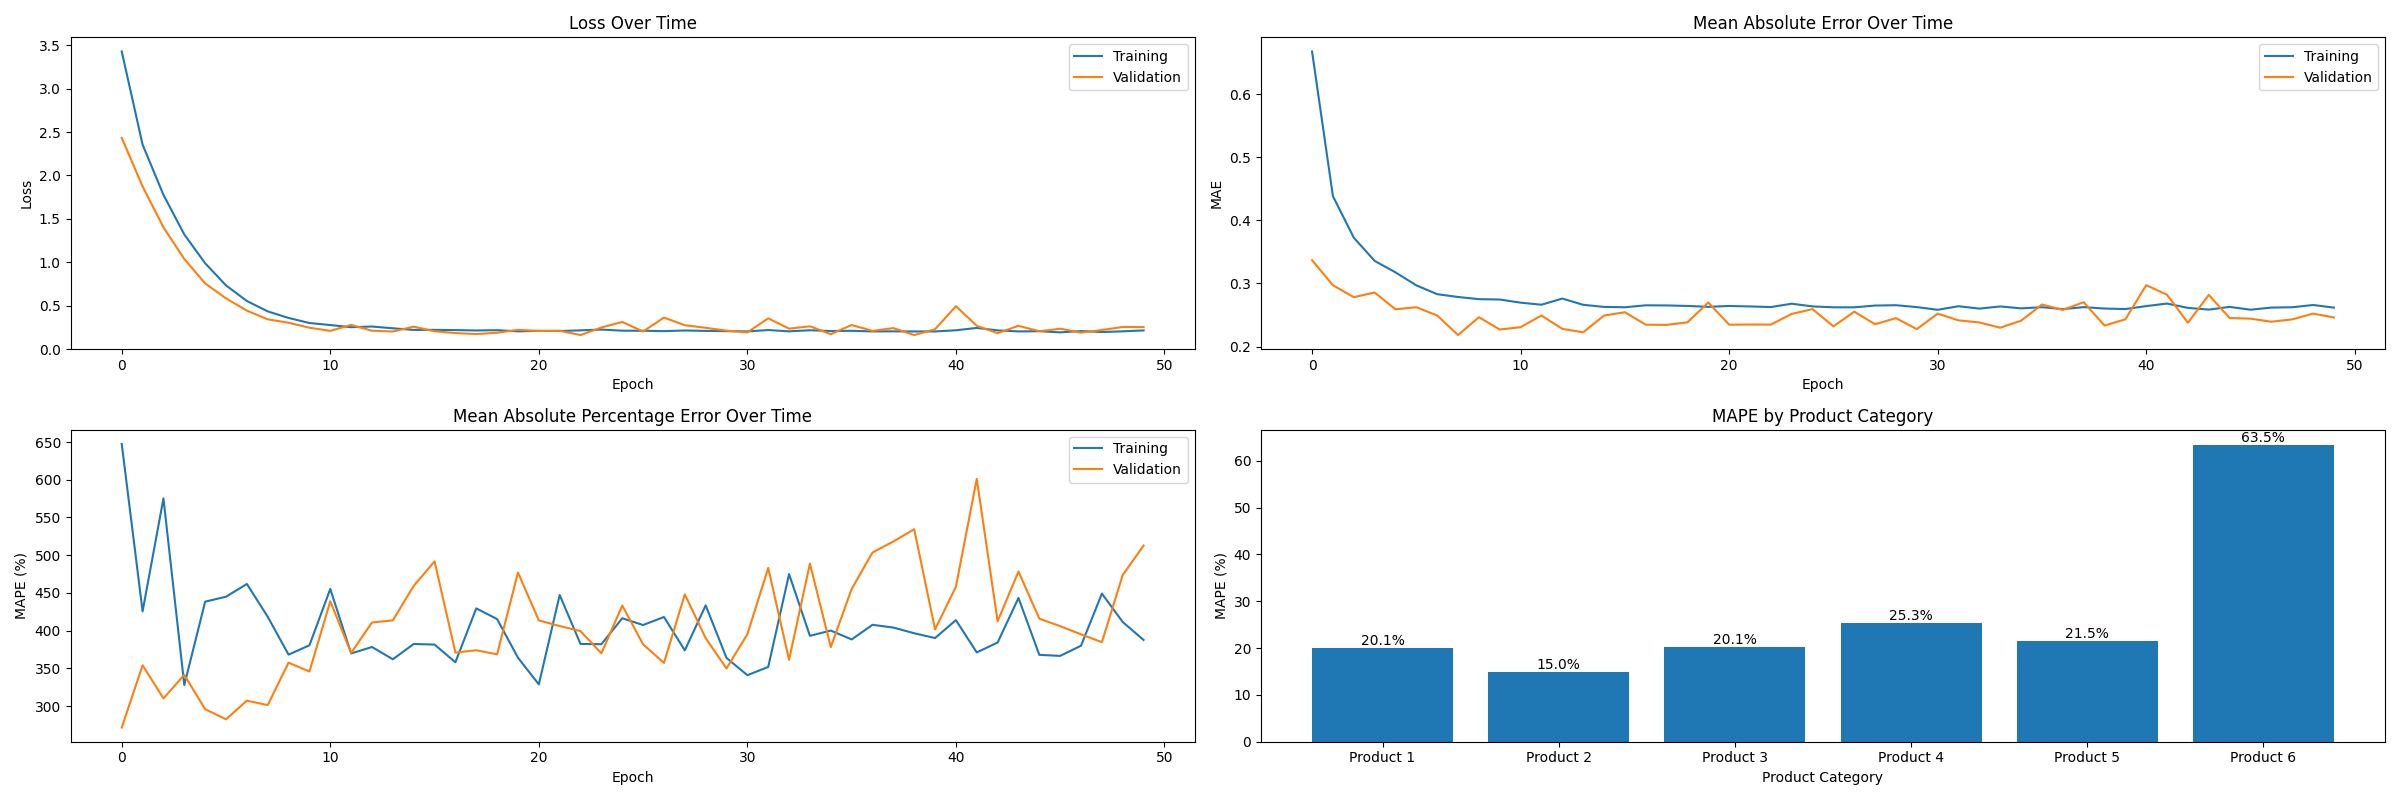 Loss Over Time
3.5
3.0
2.5
2.0
1.5
1.0
0.5
0.0
Loss
0 10 20 30 40 50
Epoch
Training
Validation
Mean Absolute Error Over Time
0.6
0.5
0.4
0.3
0.2
MAE
0 10 20 30 40 50
Epoch
Training
Validation
Mean Absolute Percentage Error Over Time
650
600
550
500
450
400
350
300
MAPE (%)
0 10 20 30 40 50
Epoch
Training
Validation
MAPE by Product Category
60
50
40
30
20
10
0
MAPE (%)
20.1% 15.0% 20.1% 25.3% 21.5% 63.5%
Product 1 Product 2 Product 3 Product 4 Product 5 Product 6
Product Category